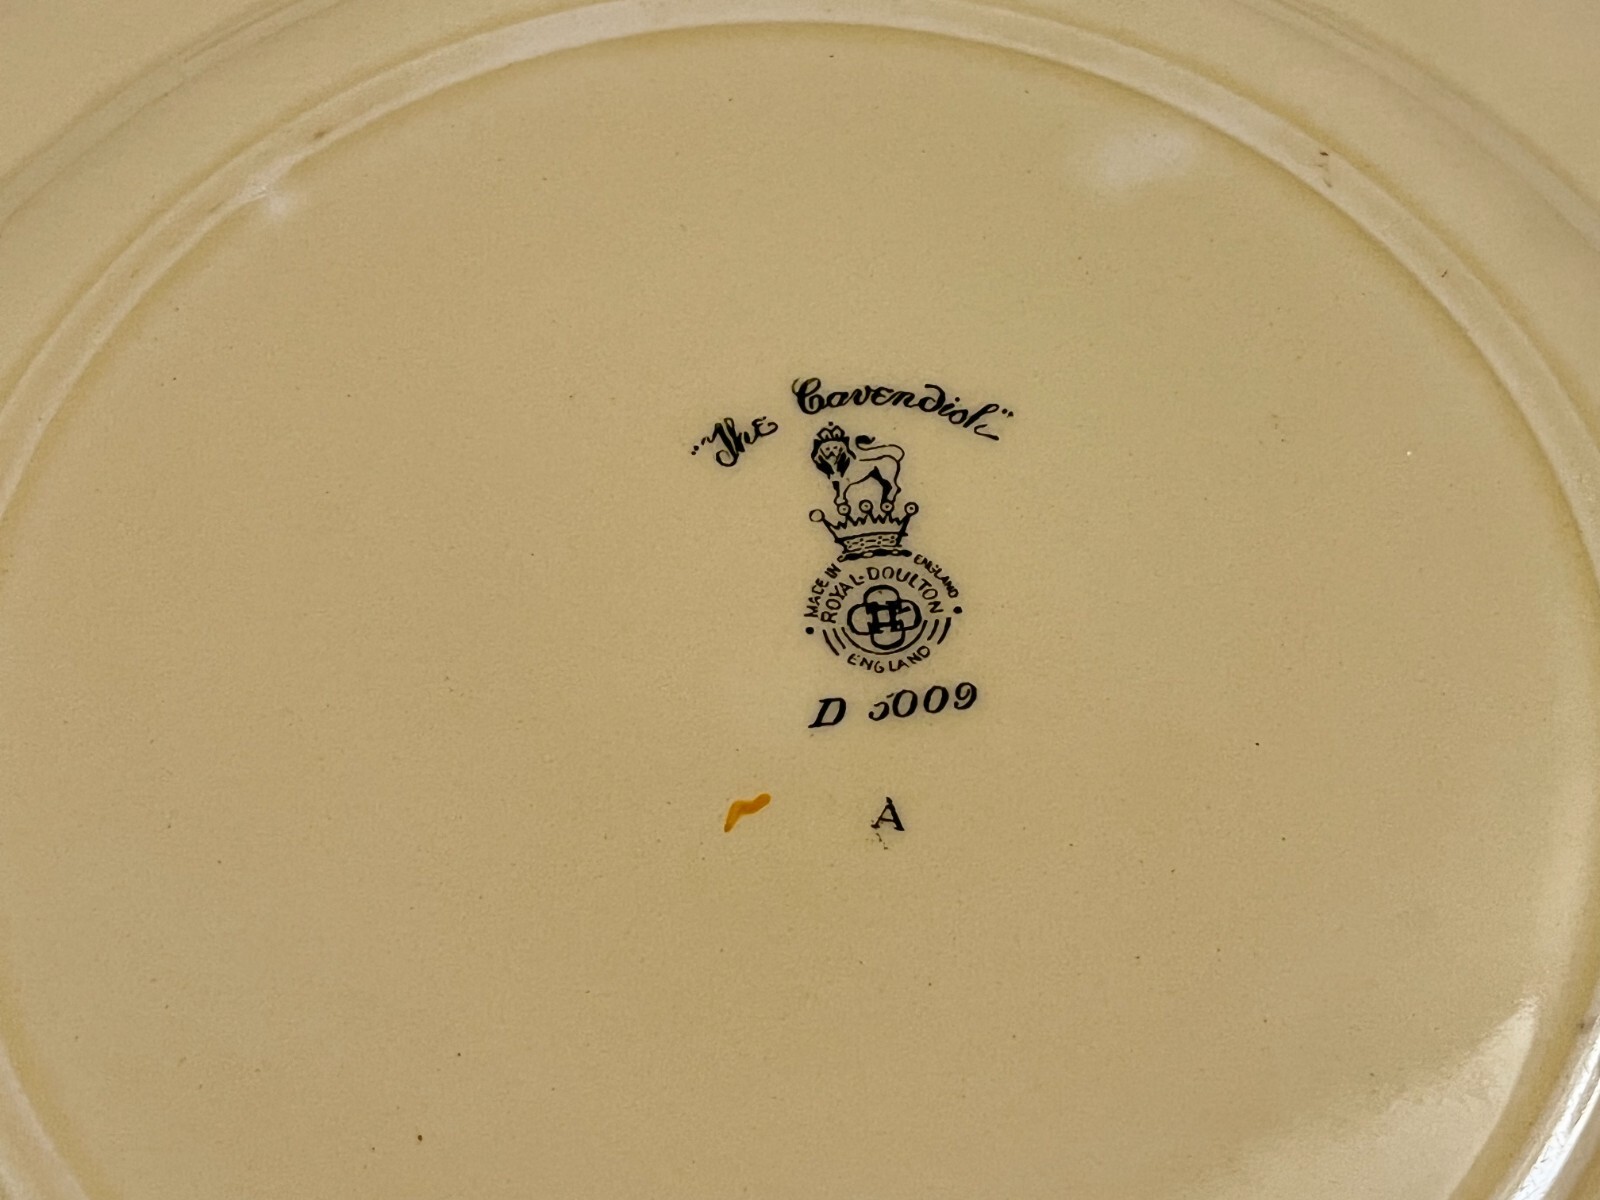 "The Cavendish"
MADE IN ENGLAND
ROYAL·DOULTON
ENGLAND
D 5009
A